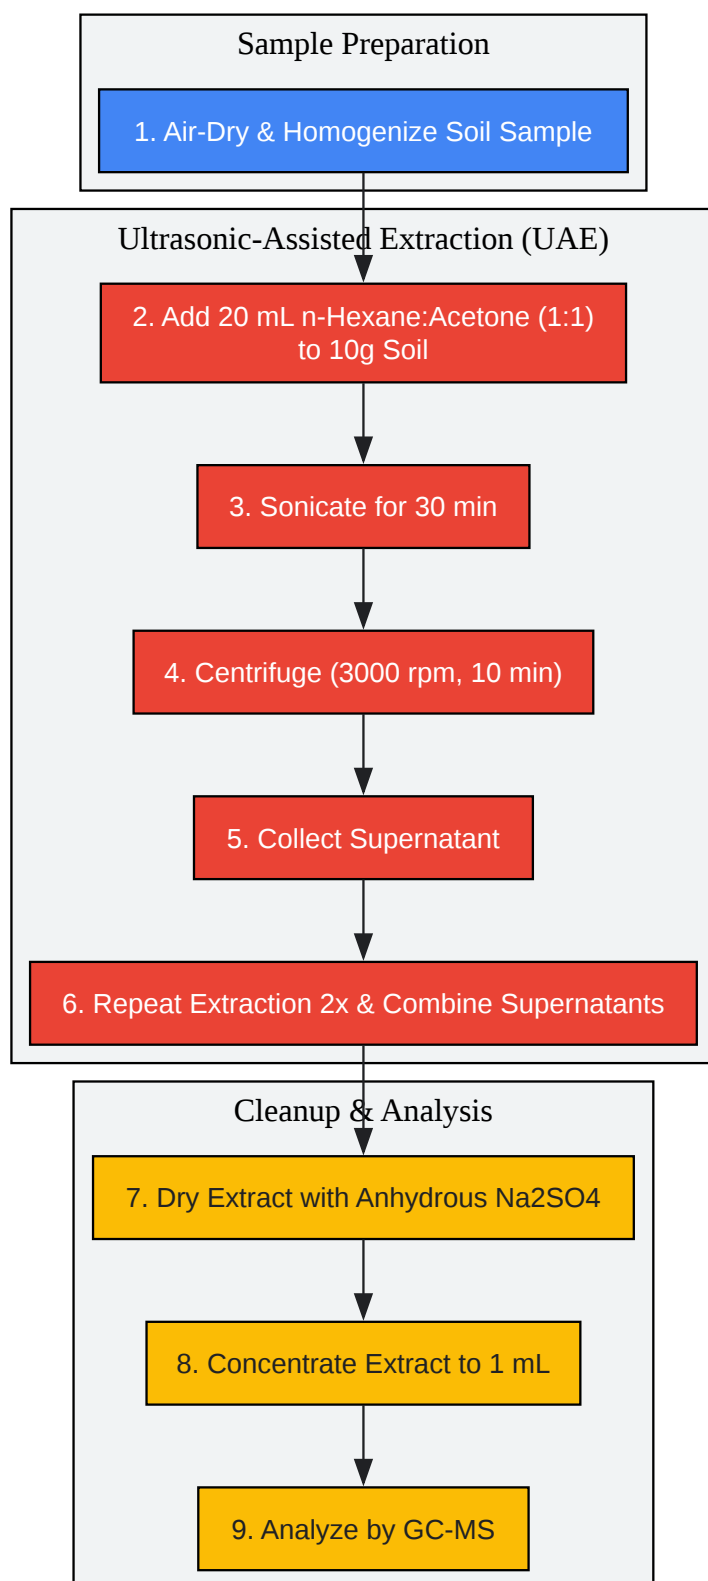 Sample Preparation
1. Air-Dry & Homogenize Soil Sample
Ultrasonic-Assisted Extraction (UAE)
2. Add 20 mL n-Hexane:Acetone (1:1)
to 10g Soil
3. Sonicate for 30 min
4. Centrifuge (3000 rpm, 10 min)
5. Collect Supernatant
6. Repeat Extraction 2x & Combine Supernatants
Cleanup & Analysis
7. Dry Extract with Anhydrous Na2SO4
8. Concentrate Extract to 1 mL
9. Analyze by GC-MS